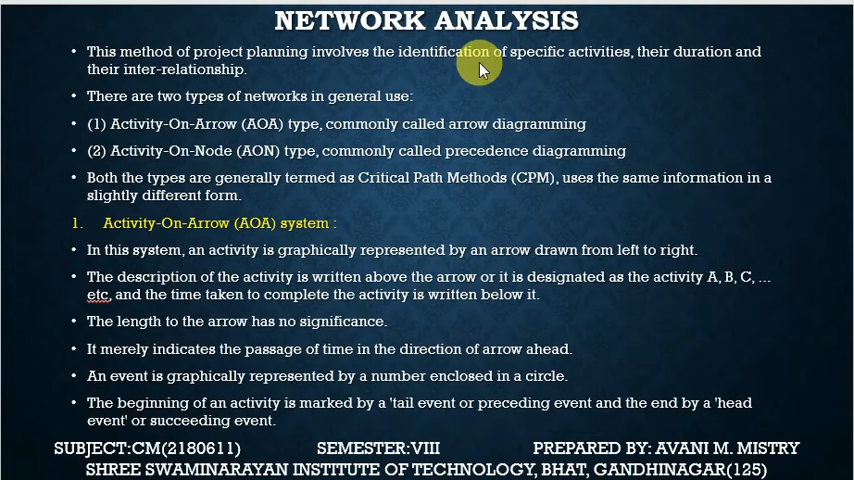 NETWORK ANALYSIS
• This method of project planning involves the identification of specific activities, their duration and
their inter-relationship.
• There are two types of networks in general use:
• (1) Activity-On-Arrow (AOA) type, commonly called arrow diagramming
• (2) Activity-On-Node (AON) type, commonly called precedence diagramming
• Both the types are generally termed as Critical Path Methods (CPM), uses the same information in a
slightly different form.
1. Activity-On-Arrow (AOA) system :
• In this system, an activity is graphically represented by an arrow drawn from left to right.
• The description of the activity is written above the arrow or it is designated as the activity A, B, C, ...
etc, and the time taken to complete the activity is written below it.
• The length to the arrow has no significance.
• It merely indicates the passage of time in the direction of arrow ahead.
• An event is graphically represented by a number enclosed in a circle.
• The beginning of an activity is marked by a 'tail event or preceding event and the end by a 'head
event' or succeeding event.
SUBJECT:CM(2180611) SEMESTER:VIII PREPARED BY: AVANI M. MISTRY
SHREE SWAMINARAYAN INSTITUTE OF TECHNOLOGY, BHAT, GANDHINAGAR(125)